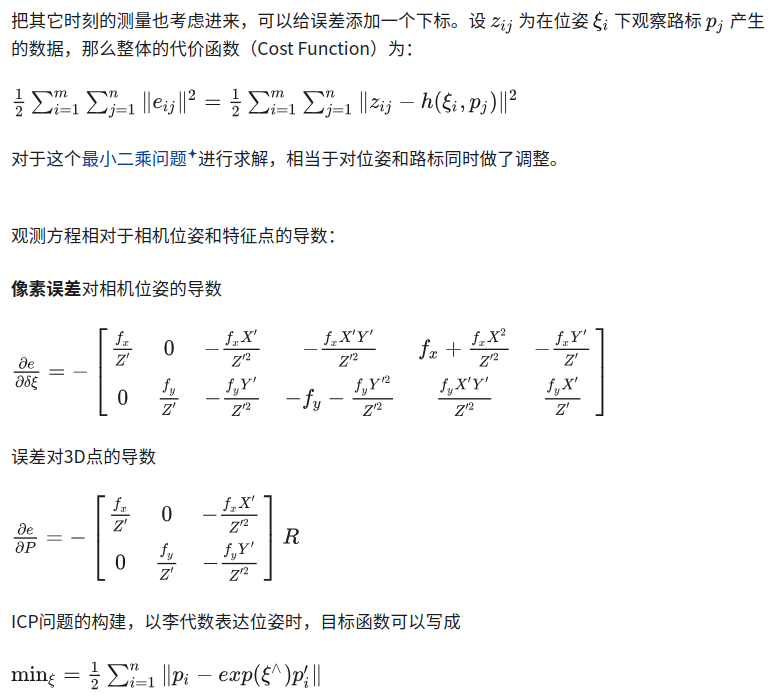 把其它时刻的测量也考虑进来，可以给误差添加一个下标。设 $z_{ij}$ 为在位姿 $\xi_i$ 下观察路标 $p_j$ 产生
的数据，那么整体的代价函数（Cost Function）为：
$\frac{1}{2}\sum_{i=1}^{m}\sum_{j=1}^{n}\|e_{ij}\|^2 = \frac{1}{2}\sum_{i=1}^{m}\sum_{j=1}^{n}\|z_{ij} - h(\xi_i, p_j)\|^2$
对于这个最小二乘问题进行求解，相当于对位姿和路标同时做了调整。
观测方程相对于相机位姿和特征点的导数：
像素误差对相机位姿的导数
$\frac{\partial e}{\partial \delta\xi} = -\begin{bmatrix} \frac{f_x}{Z'} & 0 & -\frac{f_x X'}{Z'^2} & -\frac{f_x X'Y'}{Z'^2} & f_x + \frac{f_x X^2}{Z'^2} & -\frac{f_x Y'}{Z'} \\ 0 & \frac{f_y}{Z'} & -\frac{f_y Y'}{Z'^2} & -f_y - \frac{f_y Y'^2}{Z'^2} & \frac{f_y X'Y'}{Z'^2} & \frac{f_y X'}{Z'} \end{bmatrix}$
误差对3D点的导数
$\frac{\partial e}{\partial P} = -\begin{bmatrix} \frac{f_x}{Z'} & 0 & -\frac{f_x X'}{Z'^2} \\ 0 & \frac{f_y}{Z'} & -\frac{f_y Y'}{Z'^2} \end{bmatrix} R$
ICP问题的构建，以李代数表达位姿时，目标函数可以写成
$\min_{\xi} = \frac{1}{2}\sum_{i=1}^{n}\|p_i - exp(\xi^{\wedge})p_i'\|$